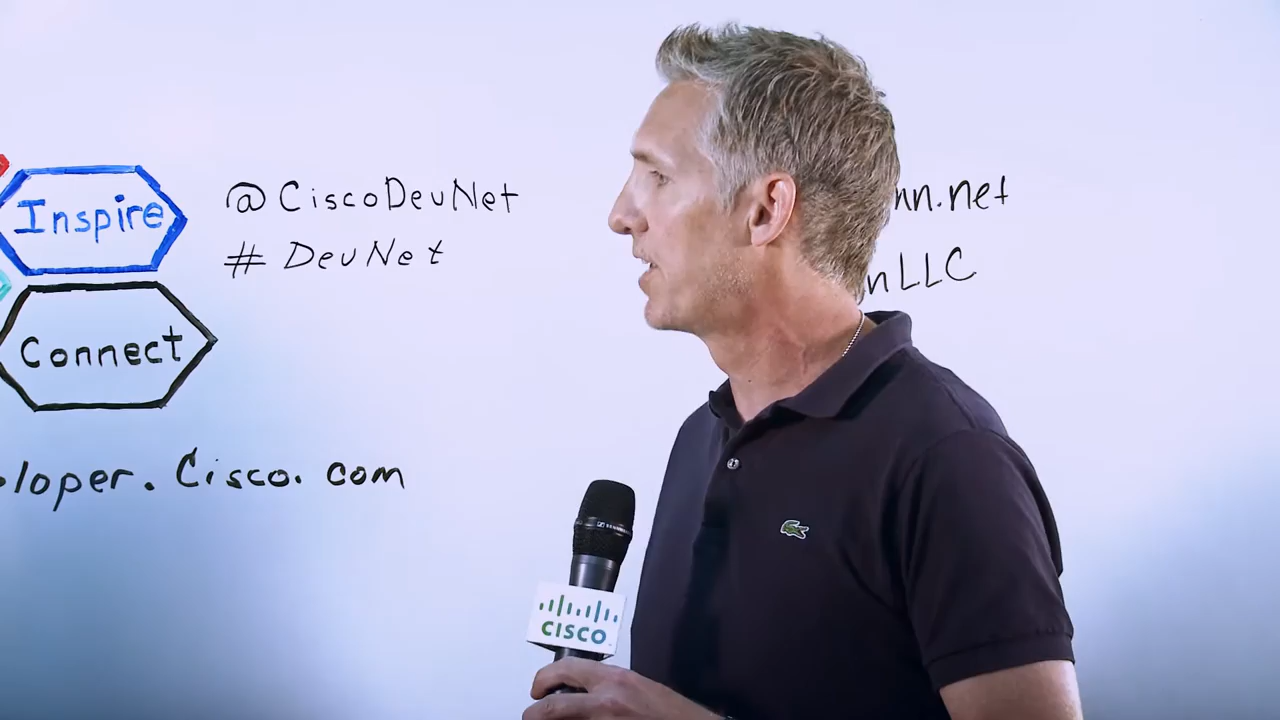 Inspire
@CiscoDevNet
#DevNet
Connect
loper.Cisco.com
nn.net
nLLC
CISCO